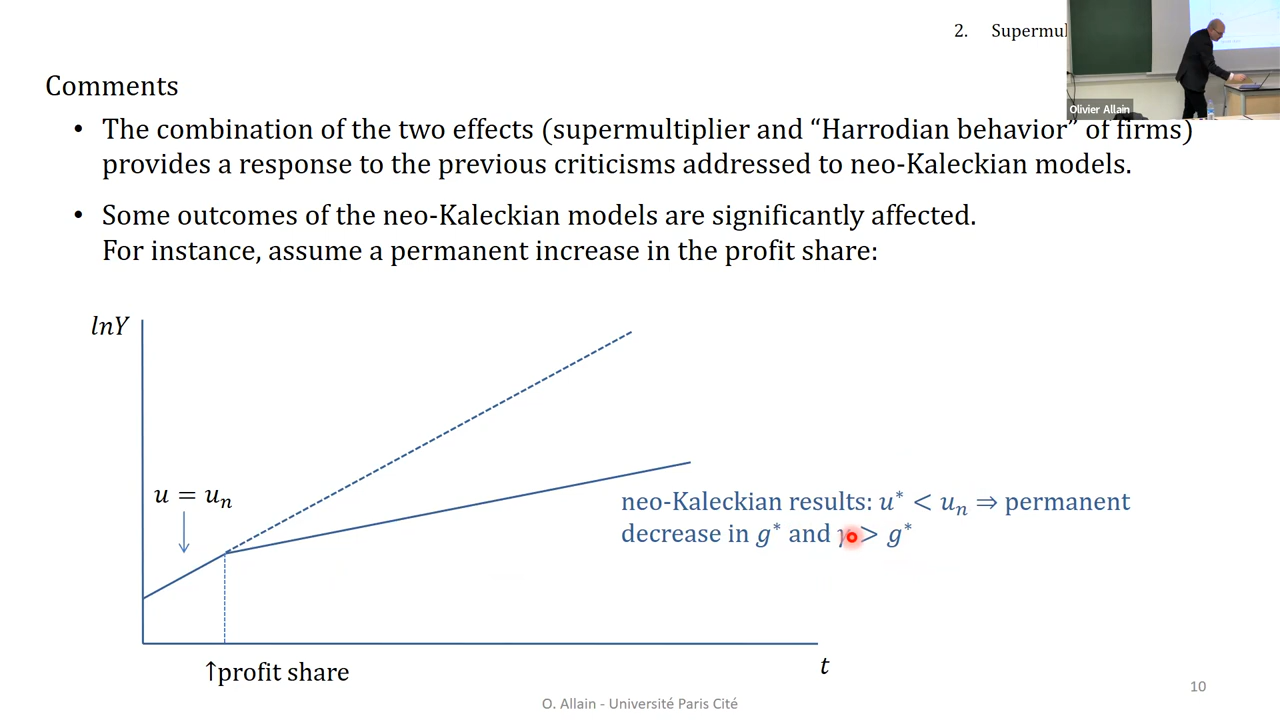 2. Supermul
Olivier Allain
Comments
• The combination of the two effects (supermultiplier and “Harrodian behavior” of firms)
provides a response to the previous criticisms addressed to neo-Kaleckian models.
• Some outcomes of the neo-Kaleckian models are significantly affected.
For instance, assume a permanent increase in the profit share:
lnY
u = uₙ
neo-Kaleckian results: u* < uₙ ⇒ permanent
decrease in g* and > g*
↑profit share
t
10
O. Allain - Université Paris Cité